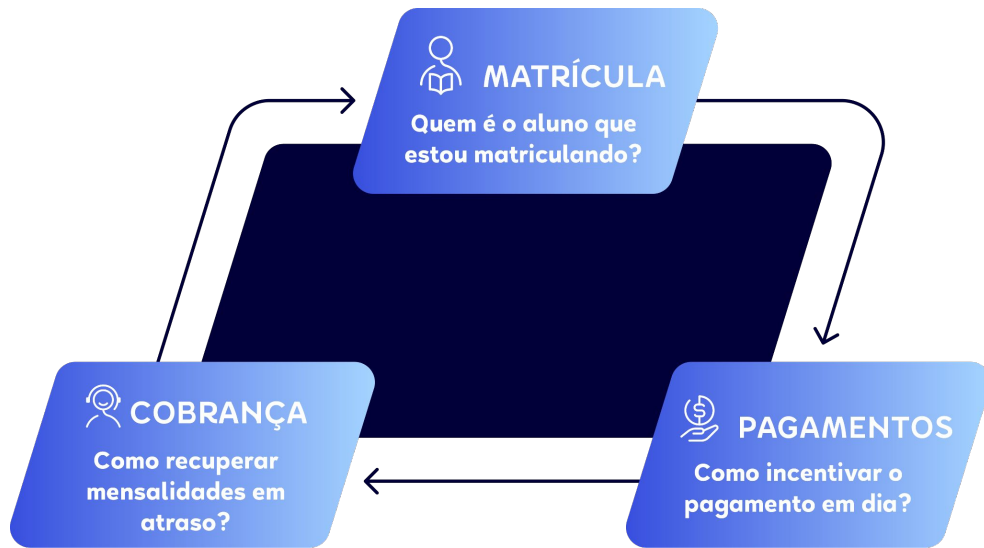 MATRÍCULA
Quem é o aluno que
estou matriculando?
COBRANÇA
Como recuperar
mensalidades em
atraso?
PAGAMENTOS
Como incentivar o
pagamento em dia?